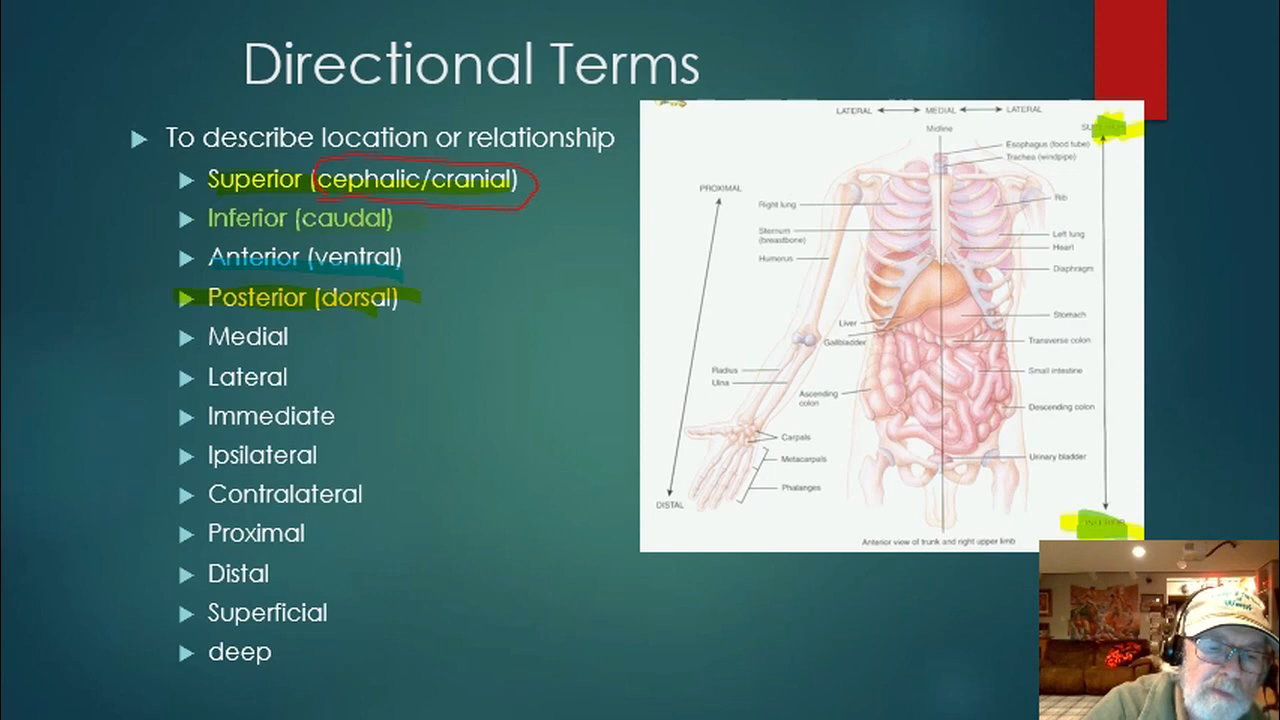 Directional Terms
To describe location or relationship
Superior (cephalic/cranial)
Inferior (caudal)
Anterior (ventral)
Posterior (dorsal)
Medial
Lateral
Immediate
Ipsilateral
Contralateral
Proximal
Distal
Superficial
deep
LATERAL MEDIAL LATERAL
Midline
Esophagus (food tube)
Trachea (windpipe)
PROXIMAL
Right lung
Rib
Sternum
(breastbone)
Left lung
Heart
Humerus
Diaphragm
Liver
Stomach
Gallbladder
Transverse colon
Radius
Small intestine
Ulna
Ascending
colon
Descending colon
Carpals
Urinary bladder
Metacarpals
Phalanges
DISTAL
Anterior view of trunk and right upper limb